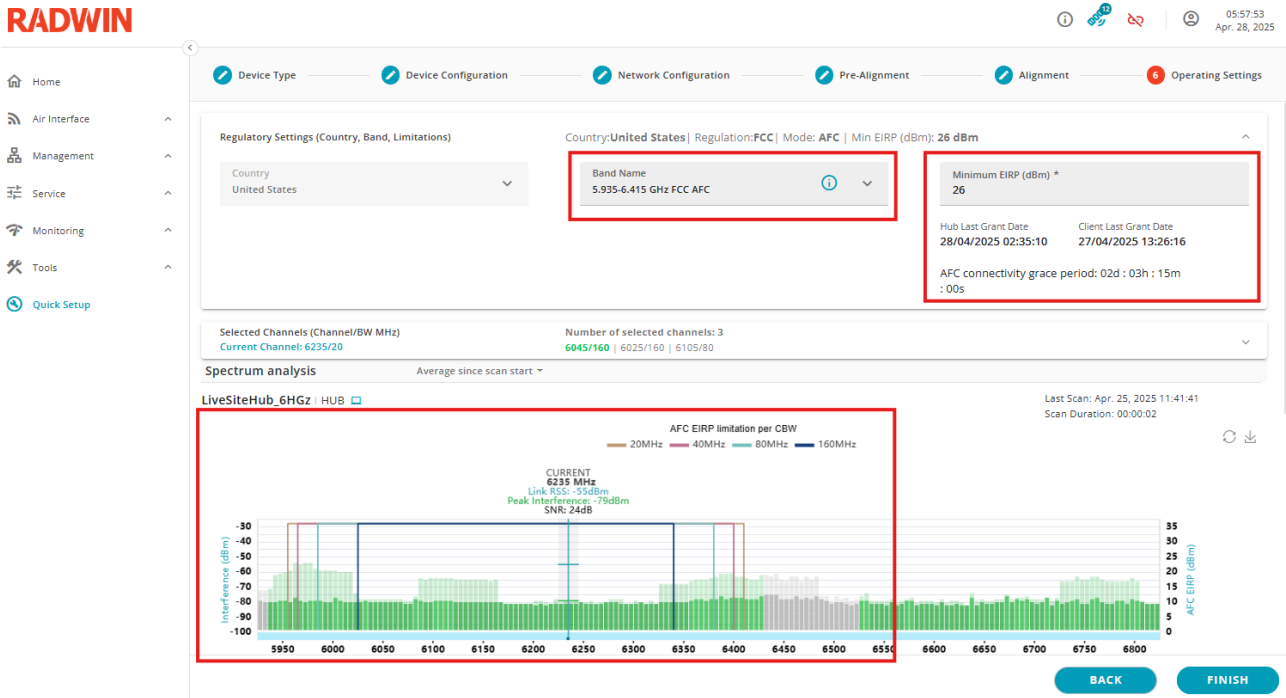 RADWIN
12
05:57:53
Apr. 28, 2025
Home
Air Interface
Management
Service
Monitoring
Tools
Quick Setup
Device Type
Device Configuration
Network Configuration
Pre-Alignment
Alignment
6 Operating Settings
Regulatory Settings (Country, Band, Limitations)
Country:United States| Regulation:FCC| Mode: AFC | Min EIRP (dBm): 26 dBm
Country
United States
Band Name
5.935-6.415 GHz FCC AFC
Minimum EIRP (dBm) *
26
Hub Last Grant Date
28/04/2025 02:35:10
Client Last Grant Date
27/04/2025 13:26:16
AFC connectivity grace period: 02d : 03h : 15m
: 00s
Selected Channels (Channel/BW MHz)
Current Channel: 6235/20
Number of selected channels: 3
6045/160 | 6025/160 | 6105/80
Spectrum analysis
Average since scan start
LiveSiteHub_6HGz | HUB
Last Scan: Apr. 25, 2025 11:41:41
Scan Duration: 00:00:02
AFC EIRP limitation per CBW
20MHz 40MHz 80MHz 160MHz
CURRENT
6235 MHz
Link RSS: -55dBm
Peak Interference: -79dBm
SNR: 24dB
Interference (dBm)
-30
-40
-50
-60
-70
-80
-90
-100
35
30
25
20
15
10
5
0
AFC EIRP (dBm)
5950 6000 6050 6100 6150 6200 6250 6300 6350 6400 6450 6500 6550 6600 6650 6700 6750 6800
BACK
FINISH